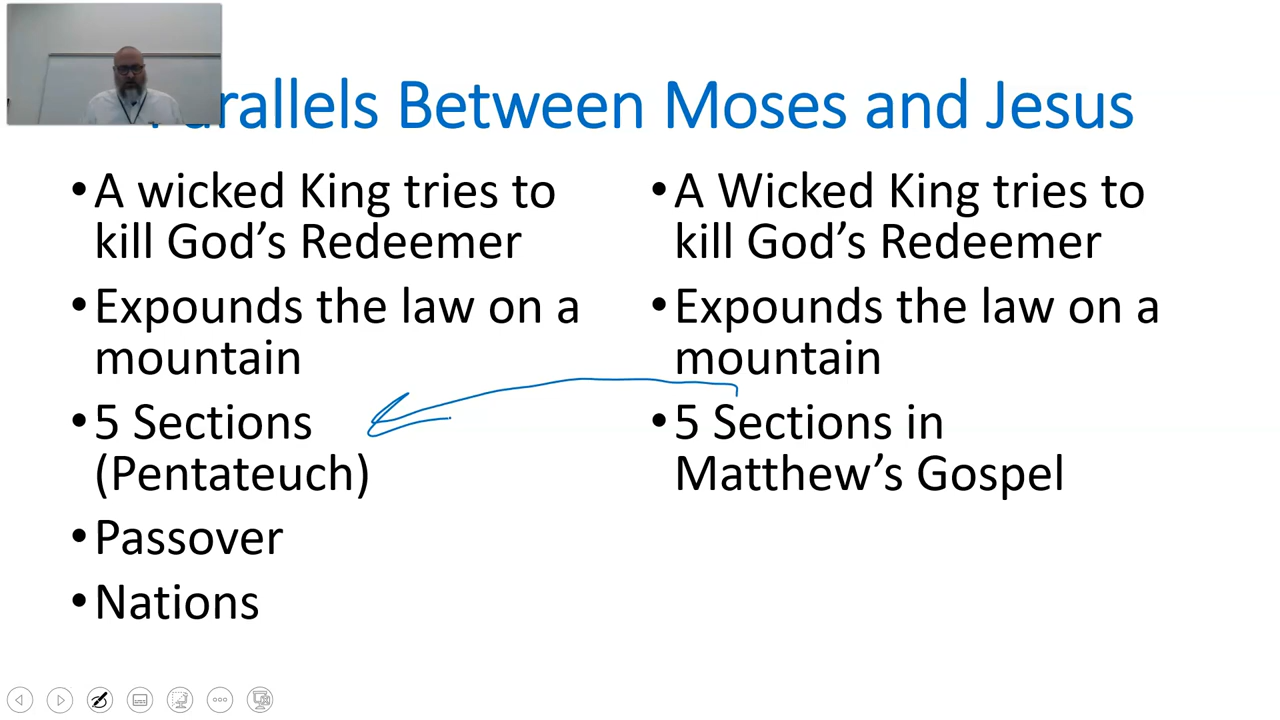 Parallels Between Moses and Jesus
• A wicked King tries to
kill God’s Redeemer
• Expounds the law on a
mountain
• 5 Sections
(Pentateuch)
• Passover
• Nations
• A Wicked King tries to
kill God’s Redeemer
• Expounds the law on a
mountain
• 5 Sections in
Matthew’s Gospel